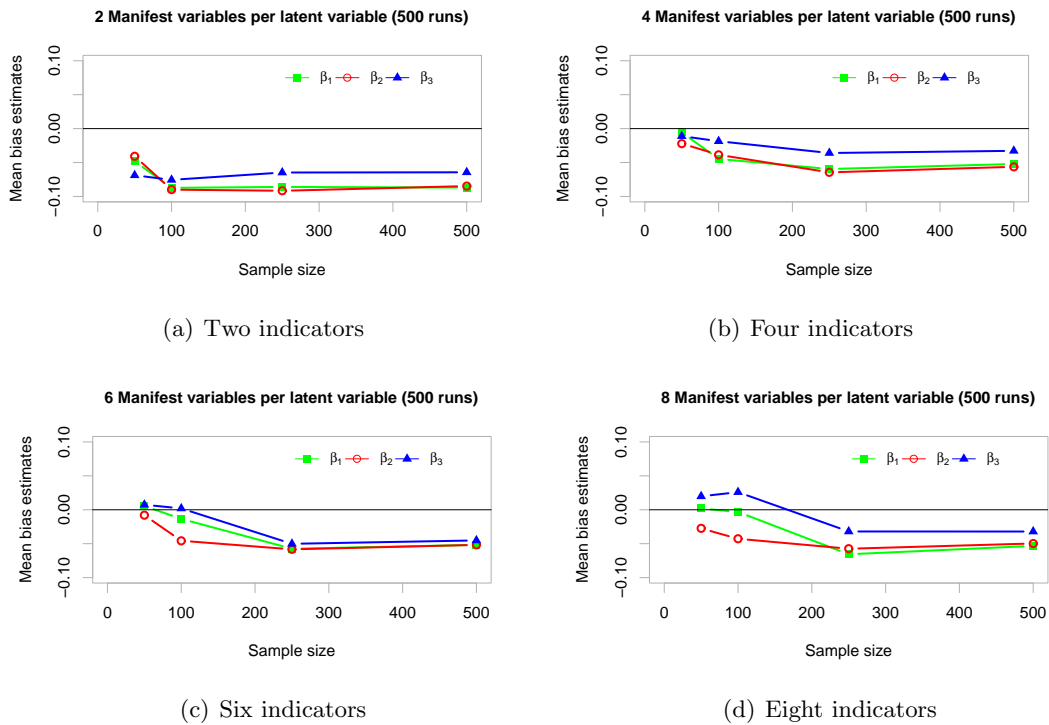 2 Manifest variables per latent variable (500 runs)
Mean bias estimates
0.10
0.00
−0.10
β1 β2 β3
0 100 200 300 400 500
Sample size
(a) Two indicators
4 Manifest variables per latent variable (500 runs)
Mean bias estimates
0.10
0.00
−0.10
β1 β2 β3
0 100 200 300 400 500
Sample size
(b) Four indicators
6 Manifest variables per latent variable (500 runs)
Mean bias estimates
0.10
0.00
−0.10
β1 β2 β3
0 100 200 300 400 500
Sample size
(c) Six indicators
8 Manifest variables per latent variable (500 runs)
Mean bias estimates
0.10
0.00
−0.10
β1 β2 β3
0 100 200 300 400 500
Sample size
(d) Eight indicators